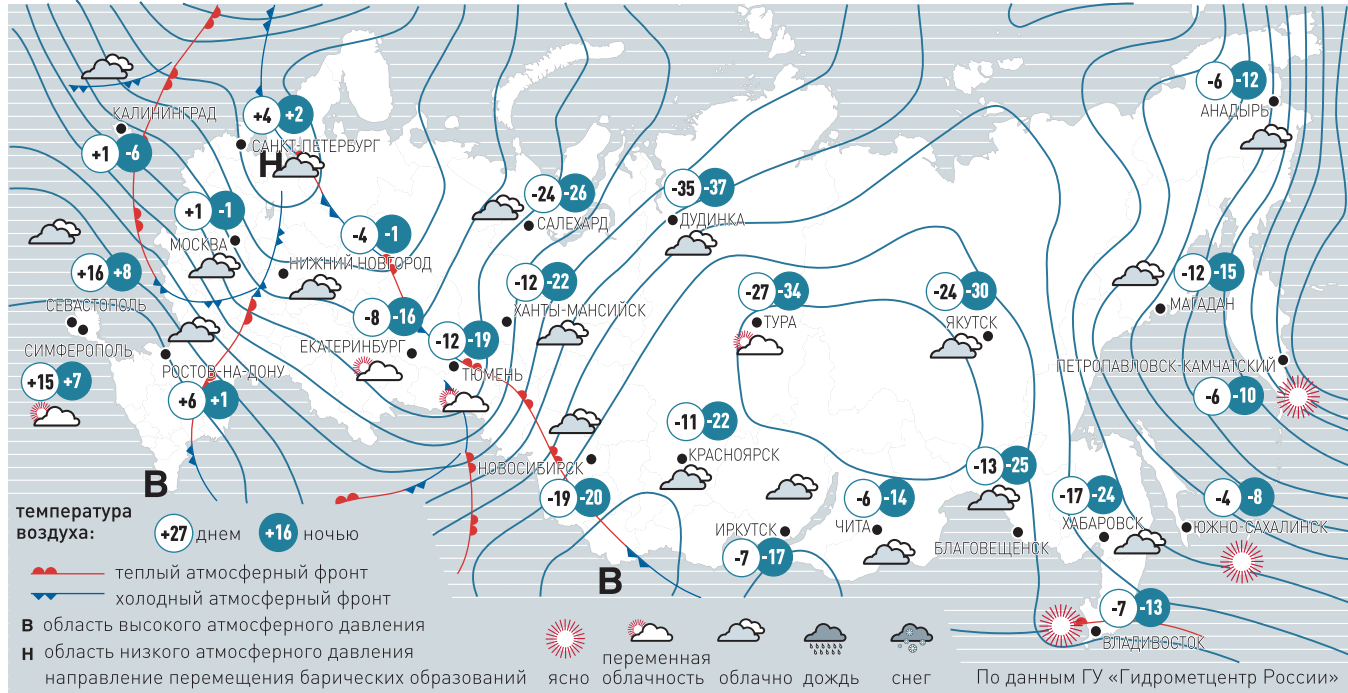 -6 -12
АНАДЫРЬ
КАЛИНИНГРАД
+1 -6
+4 +2
САНКТ-ПЕТЕРБУРГ
Н
-24 -26
САЛЕХАРД
-35 -37
ДУДИНКА
+1 -1
МОСКВА
-4 -1
НИЖНИЙ НОВГОРОД
+16 +8
СЕВАСТОПОЛЬ
-12 -22
ХАНТЫ-МАНСИЙСК
-27 -34
ТУРА
-24 -30
ЯКУТСК
-12 -15
МАГАДАН
СИМФЕРОПОЛЬ
+15 +7
-8 -16
ЕКАТЕРИНБУРГ
-12 -19
ТЮМЕНЬ
РОСТОВ-НА-ДОНУ
+6 +1
ПЕТРОПАВЛОВСК-КАМЧАТСКИЙ
-6 -10
-11 -22
КРАСНОЯРСК
НОВОСИБИРСК
-19 -20
-13 -25
БЛАГОВЕЩЕНСК
-6 -14
ЧИТА
ИРКУТСК
-7 -17
-17 -24
ХАБАРОВСК
-4 -8
ЮЖНО-САХАЛИНСК
-7 -13
ВЛАДИВОСТОК
В
В
температура
воздуха:
+27 днем +16 ночью
теплый атмосферный фронт
холодный атмосферный фронт
В область высокого атмосферного давления
Н область низкого атмосферного давления
направление перемещения барических образований
ясно
переменная
облачность
облачно
дождь
снег
По данным ГУ «Гидрометцентр России»